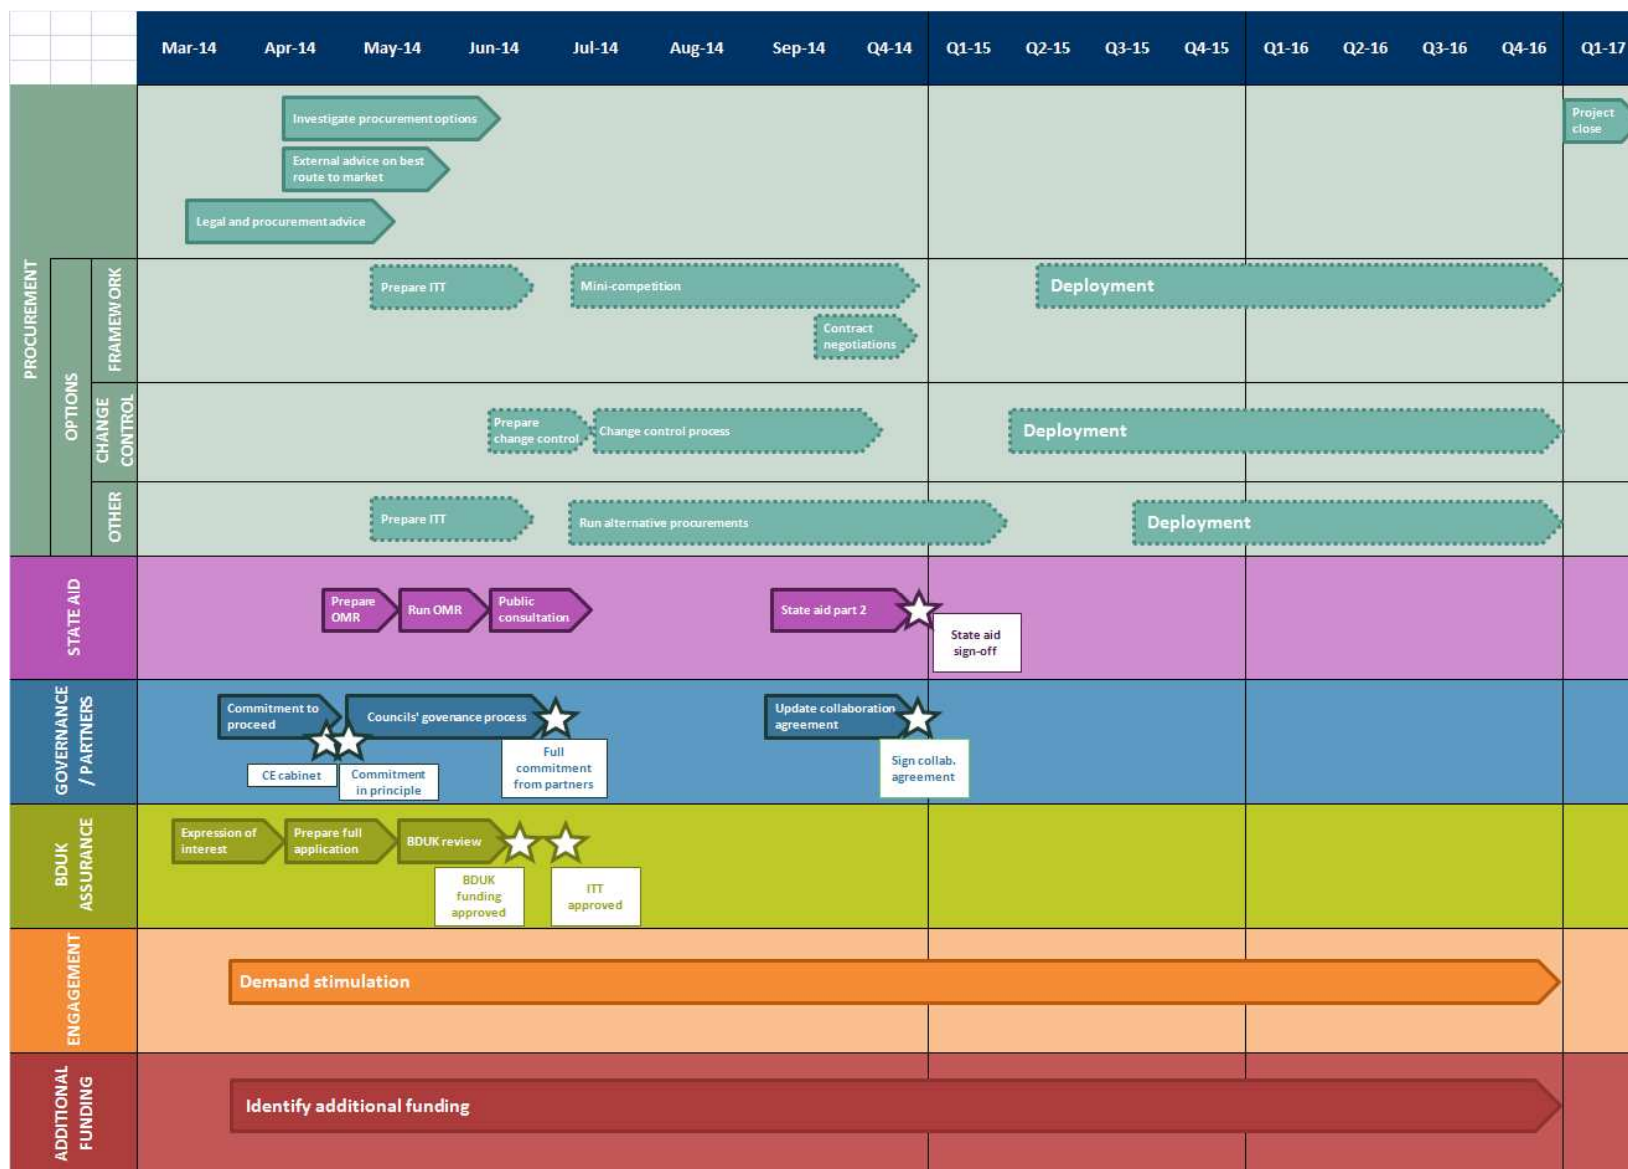 Mar-14 Apr-14 May-14 Jun-14 Jul-14 Aug-14 Sep-14 Q4-14 Q1-15 Q2-15 Q3-15 Q4-15 Q1-16 Q2-16 Q3-16 Q4-16 Q1-17
PROCUREMENT
Investigate procurement options
Project
close
External advice on best
route to market
Legal and procurement advice
OPTIONS
FRAMEWORK
Prepare ITT
Mini-competition
Deployment
Contract
negotiations
CHANGE
CONTROL
Prepare
change control
Change control process
Deployment
OTHER
Prepare ITT
Run alternative procurements
Deployment
STATE AID
Prepare
OMR
Run OMR
Public
consultation
State aid part 2
State aid
sign-off
GOVERNANCE
/ PARTNERS
Commitment to
proceed
Councils' govenance process
Update collaboration
agreement
CE cabinet
Commitment
in principle
Full
commitment
from partners
Sign collab.
agreement
BDUK
ASSURANCE
Expression of
interest
Prepare full
application
BDUK review
BDUK
funding
approved
ITT
approved
ENGAGEMENT
Demand stimulation
ADDITIONAL
FUNDING
Identify additional funding